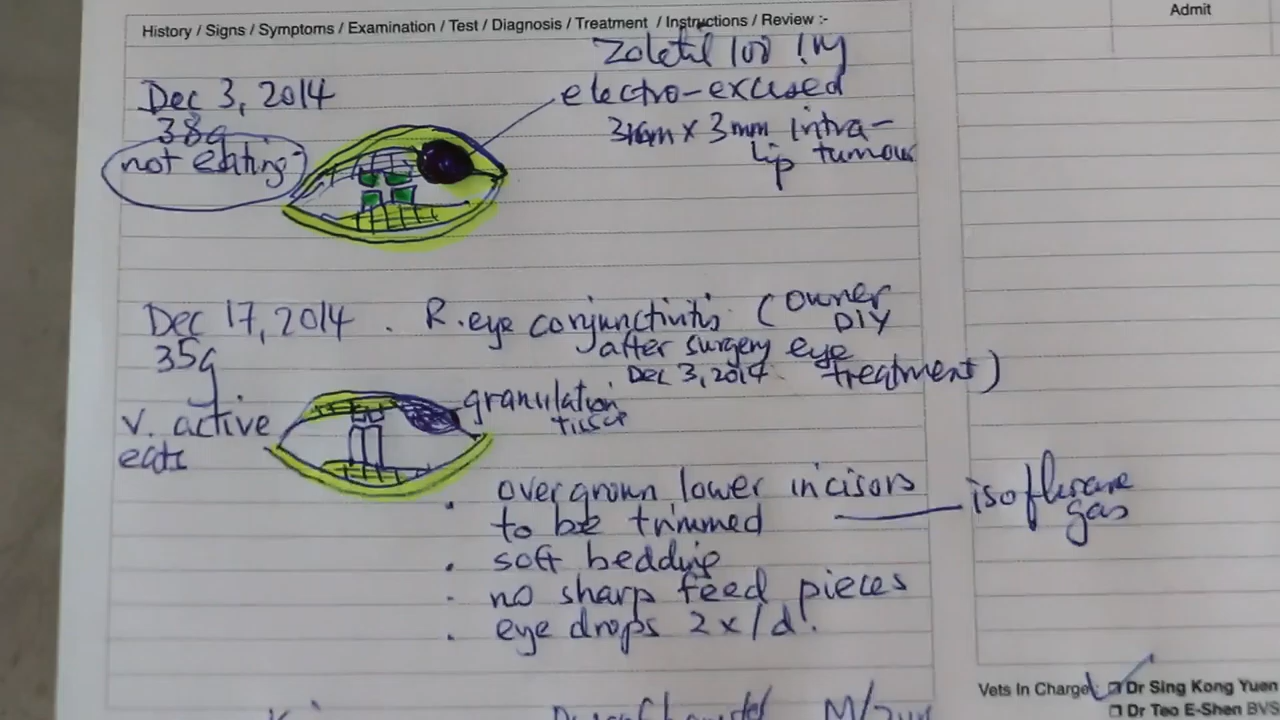 Admit
History / Signs / Symptoms / Examination / Test / Diagnosis / Treatment / Instructions / Review :-
Zoletil 100 IM
Dec 3, 2014
electro-excised
38g
3mm x 3mm intra-
not eating
lip tumour
Dec 17, 2014 . R. eye conjunctivitis (owner
DIY
35g
after surgery eye
Dec 3, 2014. treatment)
granulation
tissue
v. active
eats
. overgrown lower incisors
isoflurane
to be trimmed
gas
. soft bedding
. no sharp feed pieces
. eye drops 2x/d.
Vets In Charge: Dr Sing Kong Yuen
Dr Teo E-Shen BVS